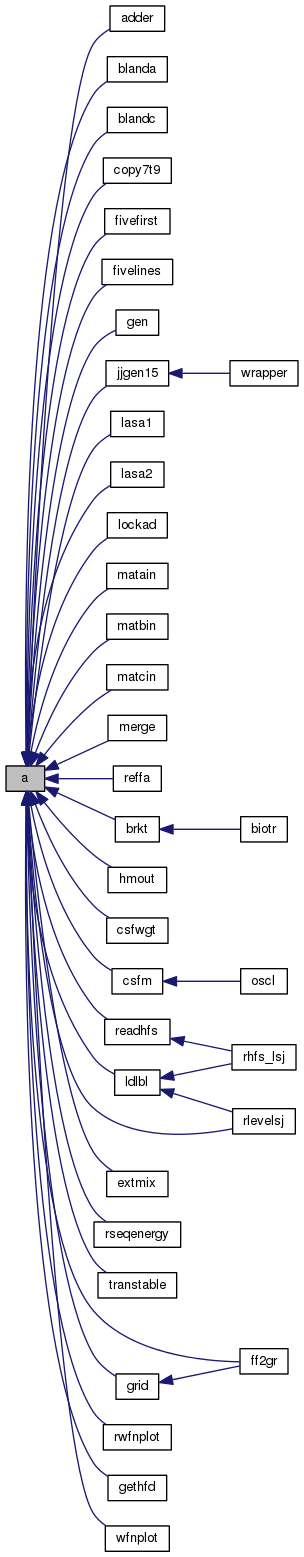 adder
blanda
blandc
copy7t9
fivefirst
fivelines
gen
jjgen15
wrapper
lasa1
lasa2
lockad
matain
matbin
matcin
merge
a
reffa
brkt
biotr
hmout
csfwgt
csfm
oscl
readhfs
rhfs_lsj
ldlbl
rlevelsj
extmix
rseqenergy
transtable
ff2gr
grid
rwfnplot
gethfd
wfnplot